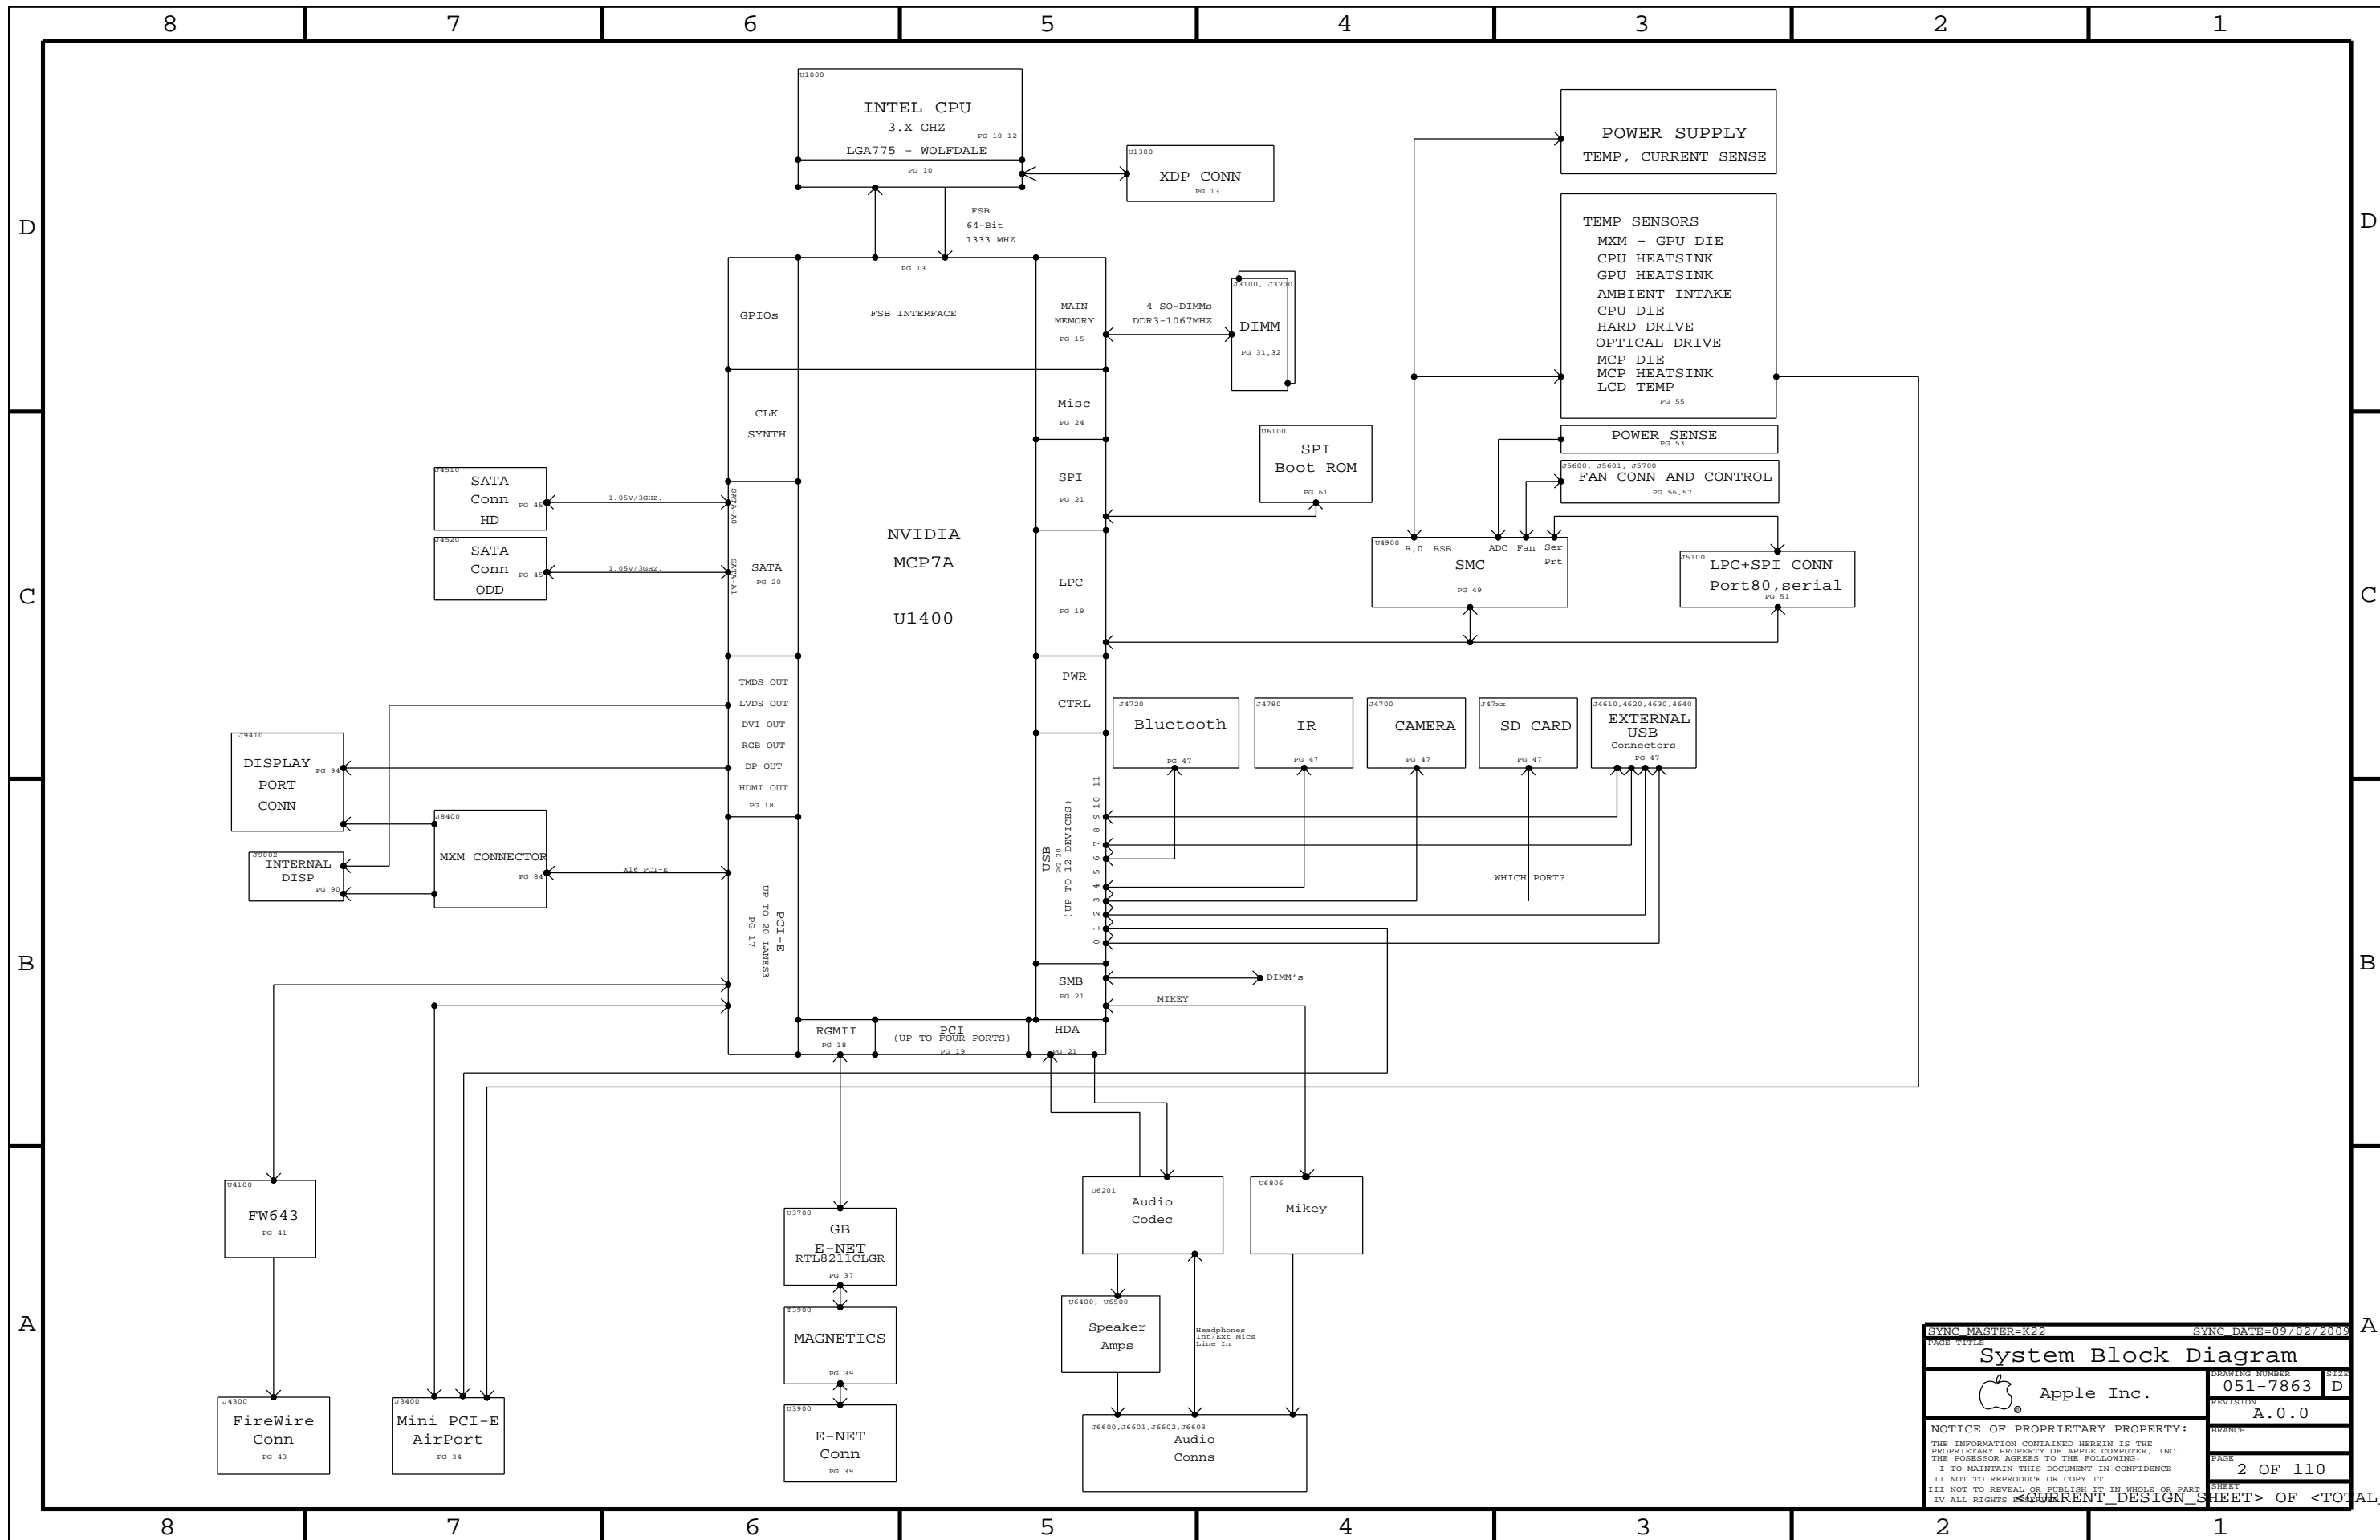 8 7 6 5 4 3 2 1
D
C
B
A
D
C
B
A
U1000
INTEL CPU
3.X GHZ
PG 10-12
LGA775 - WOLFDALE
PG 10
U1300
XDP CONN
PG 13
FSB
64-Bit
1333 MHZ
POWER SUPPLY
TEMP, CURRENT SENSE
TEMP SENSORS
MXM - GPU DIE
CPU HEATSINK
GPU HEATSINK
AMBIENT INTAKE
CPU DIE
HARD DRIVE
OPTICAL DRIVE
MCP DIE
MCP HEATSINK
LCD TEMP
PG 55
POWER SENSE
PG 53
J5600, J5601, J5700
FAN CONN AND CONTROL
PG 56,57
PG 13
GPIOs
FSB INTERFACE
MAIN
MEMORY
PG 15
4 SO-DIMMs
DDR3-1067MHZ
J3100, J3200
DIMM
PG 31,32
CLK
SYNTH
Misc
PG 24
SPI
PG 21
U6100
SPI
Boot ROM
PG 61
J4510
SATA
Conn
PG 45
HD
1.05V/3GHZ.
SATA-A0
J4520
SATA
Conn
PG 45
ODD
1.05V/3GHZ.
SATA-A1
SATA
PG 20
NVIDIA
MCP7A
U1400
LPC
PG 19
U4900
B,0 BSB
ADC Fan Ser
Prt
SMC
PG 49
J5100
LPC+SPI CONN
Port80,serial
PG 51
TMDS OUT
LVDS OUT
DVI OUT
RGB OUT
DP OUT
HDMI OUT
PG 18
PWR
CTRL
J4720
Bluetooth
PG 47
J4780
IR
PG 47
J4700
CAMERA
PG 47
J47xx
SD CARD
PG 47
J4610,4620,4630,4640
EXTERNAL
USB
Connectors
PG 47
WHICH PORT?
J9410
DISPLAY
PG 94
PORT
CONN
J9002
INTERNAL
DISP
PG 90
J8400
MXM CONNECTOR
PG 84
X16 PCI-E
PCI-E
UP TO 20 LANES3
PG 17
USB
PG 20
(UP TO 12 DEVICES)
0 1 2 3 4 5 6 7 8 9 10 11
SMB
PG 21
DIMM's
MIKEY
RGMII
PG 18
PCI
(UP TO FOUR PORTS)
PG 19
HDA
PG 21
U4100
FW643
PG 41
J4300
FireWire
Conn
PG 43
J3400
Mini PCI-E
AirPort
PG 34
U3700
GB
E-NET
RTL8211CLGR
PG 37
T3900
MAGNETICS
PG 39
U3900
E-NET
Conn
PG 39
U6201
Audio
Codec
U6806
Mikey
U6400, U6500
Speaker
Amps
Headphones
Int/Ext Mics
Line In
J6600,J6601,J6602,J6603
Audio
Conns
SYNC_MASTER=K22 SYNC_DATE=09/02/2009
PAGE TITLE
System Block Diagram
Apple Inc.
DRAWING NUMBER
051-7863
SIZE
D
REVISION
A.0.0
BRANCH
PAGE
2 OF 110
SHEET
<CURRENT_DESIGN_SHEET> OF <TOTAL_
NOTICE OF PROPRIETARY PROPERTY:
THE INFORMATION CONTAINED HEREIN IS THE
PROPRIETARY PROPERTY OF APPLE COMPUTER, INC.
THE POSESSOR AGREES TO THE FOLLOWING:
I TO MAINTAIN THIS DOCUMENT IN CONFIDENCE
II NOT TO REPRODUCE OR COPY IT
III NOT TO REVEAL OR PUBLISH IT IN WHOLE OR PART
IV ALL RIGHTS
8 7 6 5 4 3 2 1